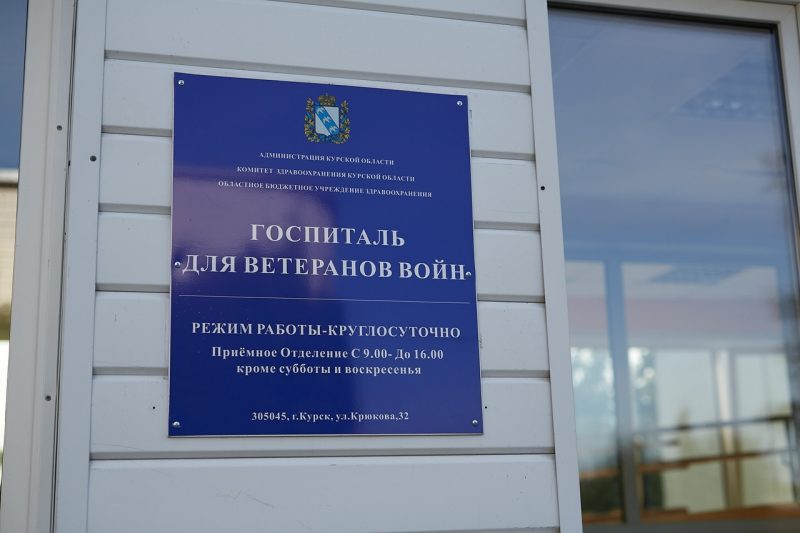 АДМИНИСТРАЦИЯ КУРСКОЙ ОБЛАСТИ
КОМИТЕТ ЗДРАВООХРАНЕНИЯ КУРСКОЙ ОБЛАСТИ
ОБЛАСТНОЕ БЮДЖЕТНОЕ УЧРЕЖДЕНИЕ ЗДРАВООХРАНЕНИЯ
ГОСПИТАЛЬ
«ДЛЯ ВЕТЕРАНОВ ВОЙН»
РЕЖИМ РАБОТЫ-КРУГЛОСУТОЧНО
Приёмное Отделение С 9.00- До 16.00
кроме субботы и воскресенья
305045, г.Курск, ул.Крюкова,32